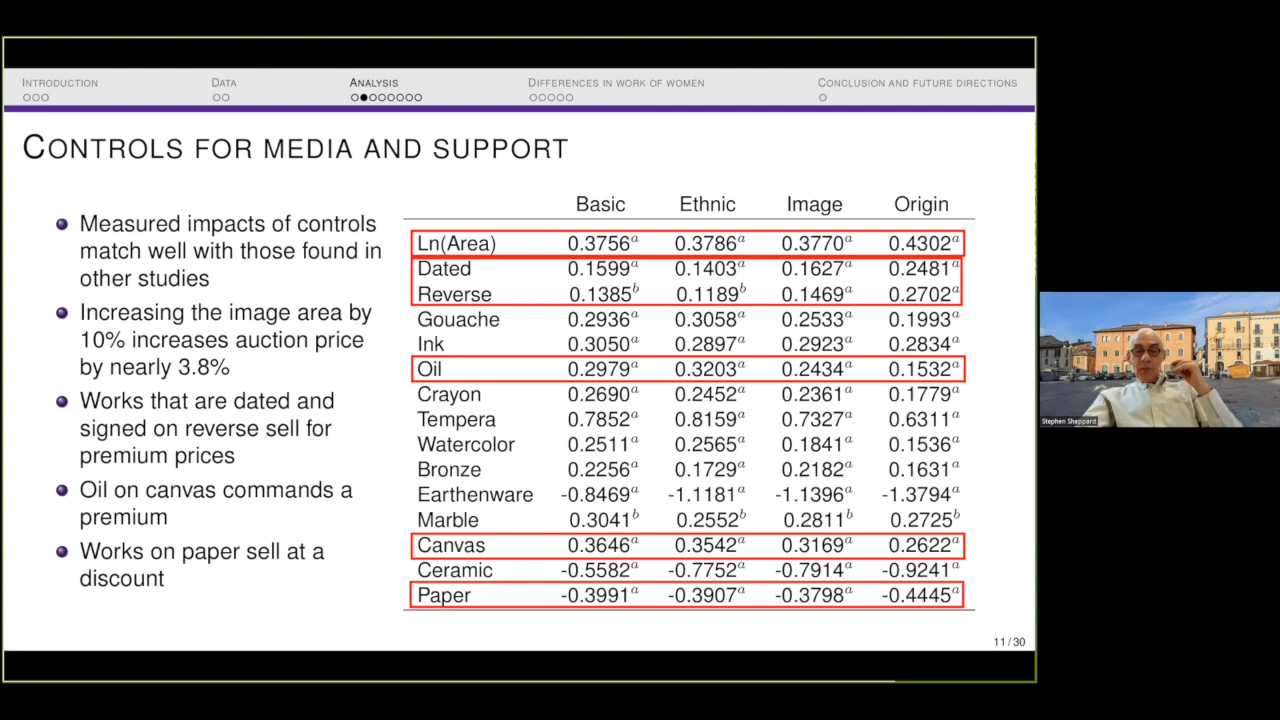 INTRODUCTION DATA ANALYSIS DIFFERENCES IN WORK OF WOMEN CONCLUSION AND FUTURE DIRECTIONS
CONTROLS FOR MEDIA AND SUPPORT
Measured impacts of controls
match well with those found in
other studies
Increasing the image area by
10% increases auction price
by nearly 3.8%
Works that are dated and
signed on reverse sell for
premium prices
Oil on canvas commands a
premium
Works on paper sell at a
discount
Basic Ethnic Image Origin
Ln(Area) 0.3756a 0.3786a 0.3770a 0.4302a
Dated 0.1599a 0.1403a 0.1627a 0.2481a
Reverse 0.1385b 0.1189b 0.1469a 0.2702a
Gouache 0.2936a 0.3058a 0.2533a 0.1993a
Ink 0.3050a 0.2897a 0.2923a 0.2834a
Oil 0.2979a 0.3203a 0.2434a 0.1532a
Crayon 0.2690a 0.2452a 0.2361a 0.1779a
Tempera 0.7852a 0.8159a 0.7327a 0.6311a
Watercolor 0.2511a 0.2565a 0.1841a 0.1536a
Bronze 0.2256a 0.1729a 0.2182a 0.1631a
Earthenware -0.8469a -1.1181a -1.1396a -1.3794a
Marble 0.3041b 0.2552b 0.2811b 0.2725b
Canvas 0.3646a 0.3542a 0.3169a 0.2622a
Ceramic -0.5582a -0.7752a -0.7914a -0.9241a
Paper -0.3991a -0.3907a -0.3798a -0.4445a
11/30
Stephen Sheppard